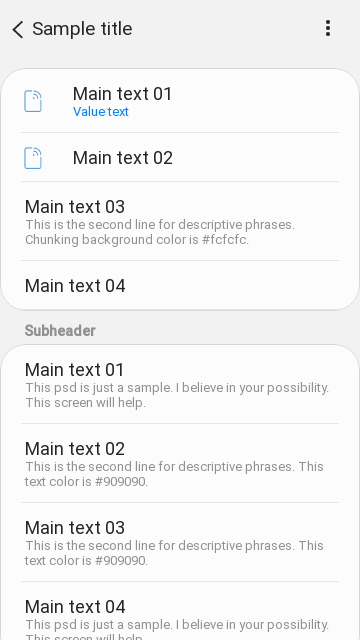 Sample title
Main text 01
Value text
Main text 02
Main text 03
This is the second line for descriptive phrases.
Chunking background color is #fcfcfc.
Main text 04
Subheader
Main text 01
This psd is just a sample. I believe in your possibility.
This screen will help.
Main text 02
This is the second line for descriptive phrases. This
text color is #909090.
Main text 03
This is the second line for descriptive phrases. This
text color is #909090.
Main text 04
This psd is just a sample. I believe in your possibility.
This screen will help.